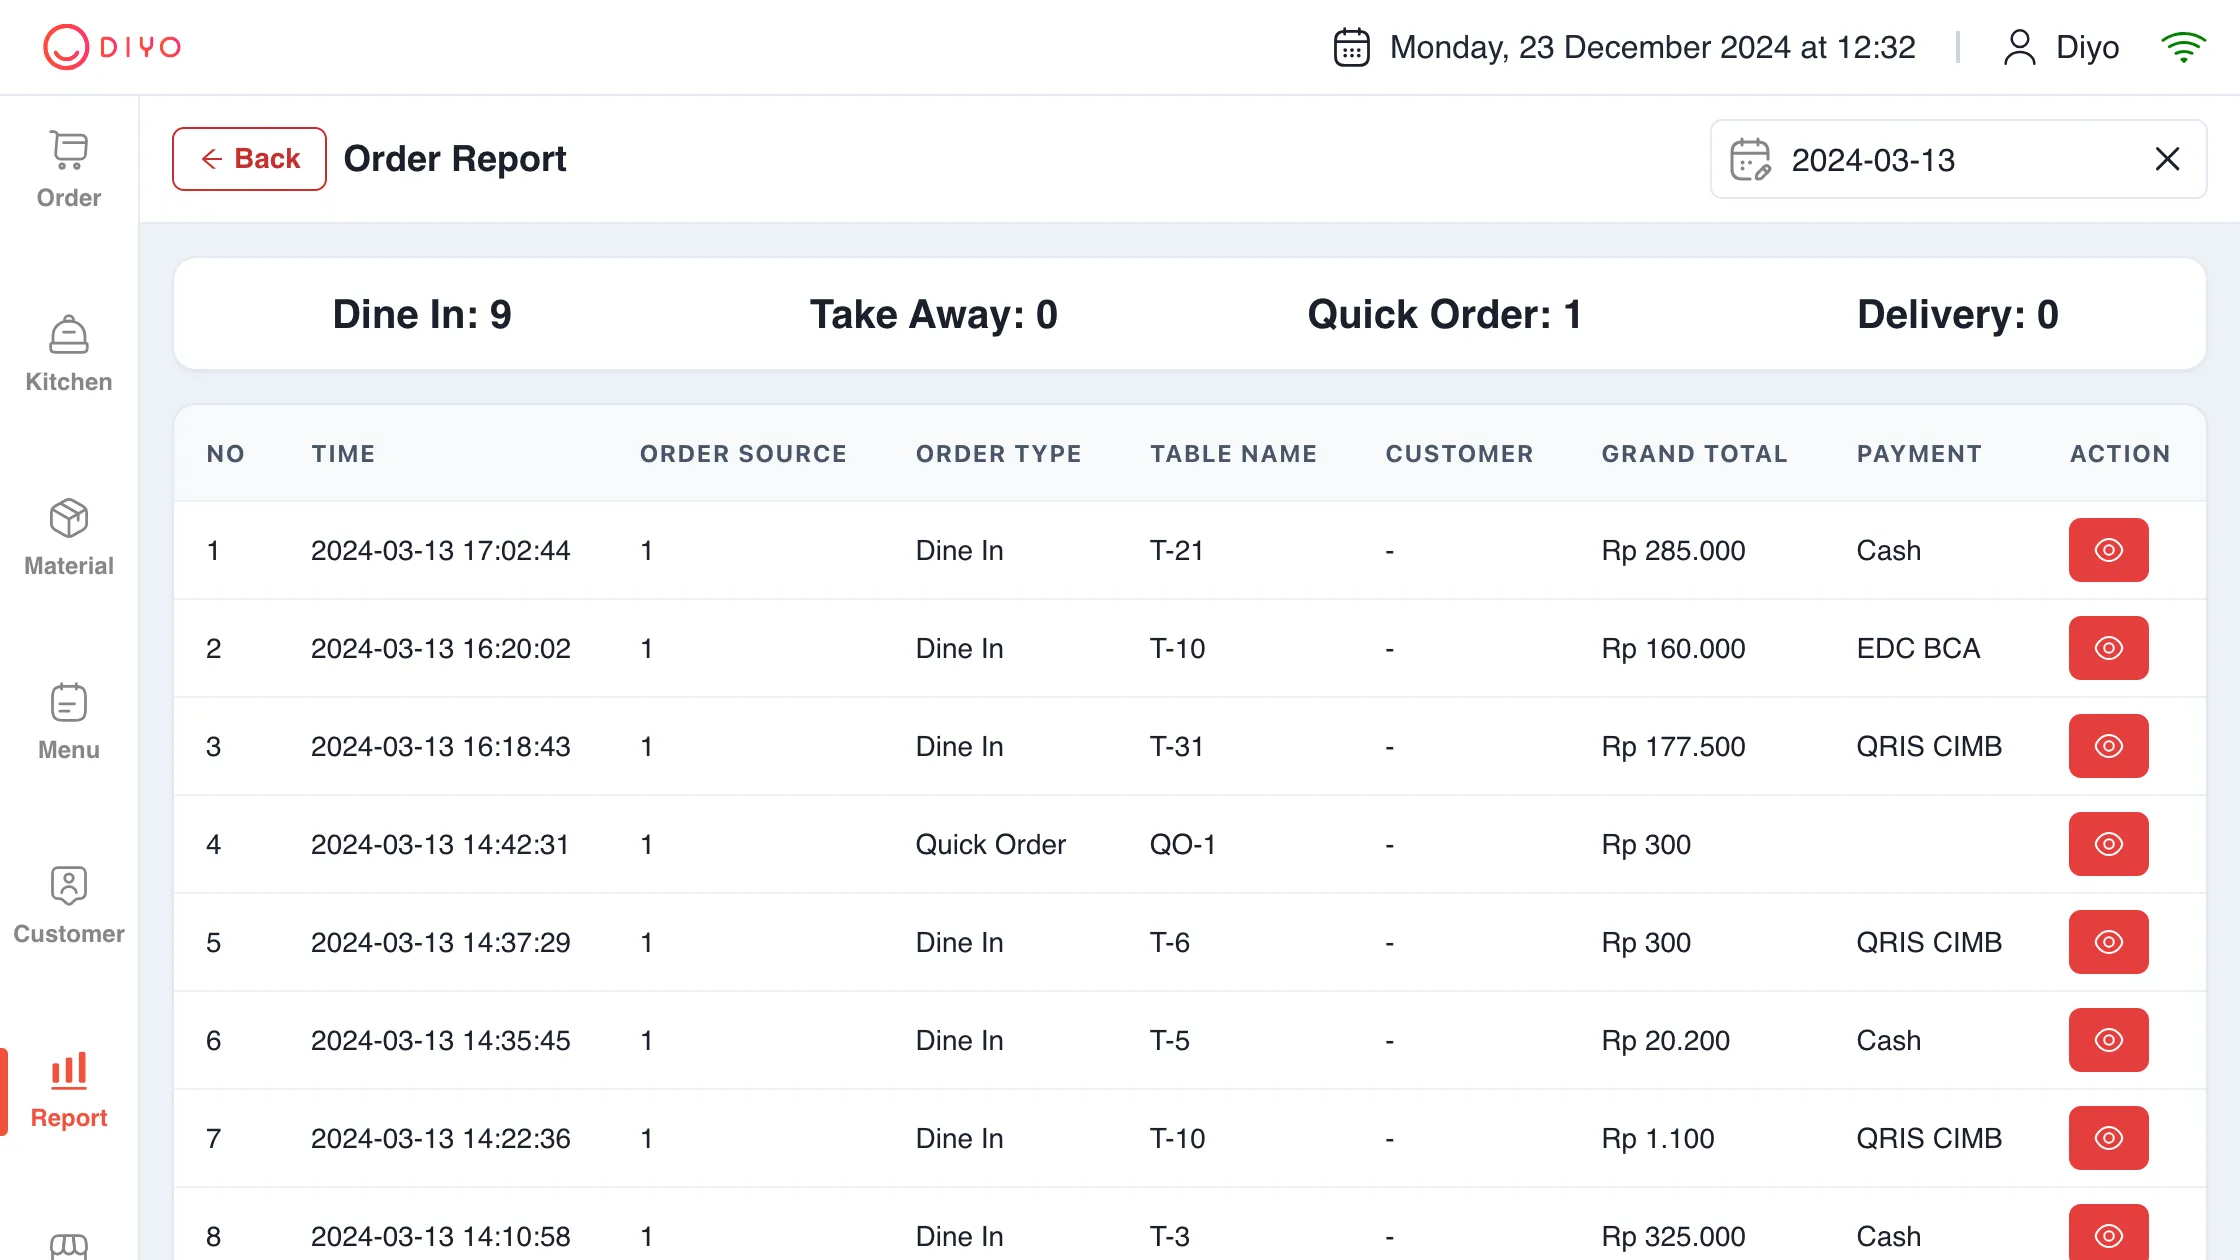 DIYO
Monday, 23 December 2024 at 12:32
Diyo
Order
Kitchen
Material
Menu
Customer
Report
Back
Order Report
2024-03-13
Dine In: 9
Take Away: 0
Quick Order: 1
Delivery: 0
NO TIME ORDER SOURCE ORDER TYPE TABLE NAME CUSTOMER GRAND TOTAL PAYMENT ACTION
1 2024-03-13 17:02:44 1 Dine In T-21 - Rp 285.000 Cash
2 2024-03-13 16:20:02 1 Dine In T-10 - Rp 160.000 EDC BCA
3 2024-03-13 16:18:43 1 Dine In T-31 - Rp 177.500 QRIS CIMB
4 2024-03-13 14:42:31 1 Quick Order QO-1 - Rp 300
5 2024-03-13 14:37:29 1 Dine In T-6 - Rp 300 QRIS CIMB
6 2024-03-13 14:35:45 1 Dine In T-5 - Rp 20.200 Cash
7 2024-03-13 14:22:36 1 Dine In T-10 - Rp 1.100 QRIS CIMB
8 2024-03-13 14:10:58 1 Dine In T-3 - Rp 325.000 Cash